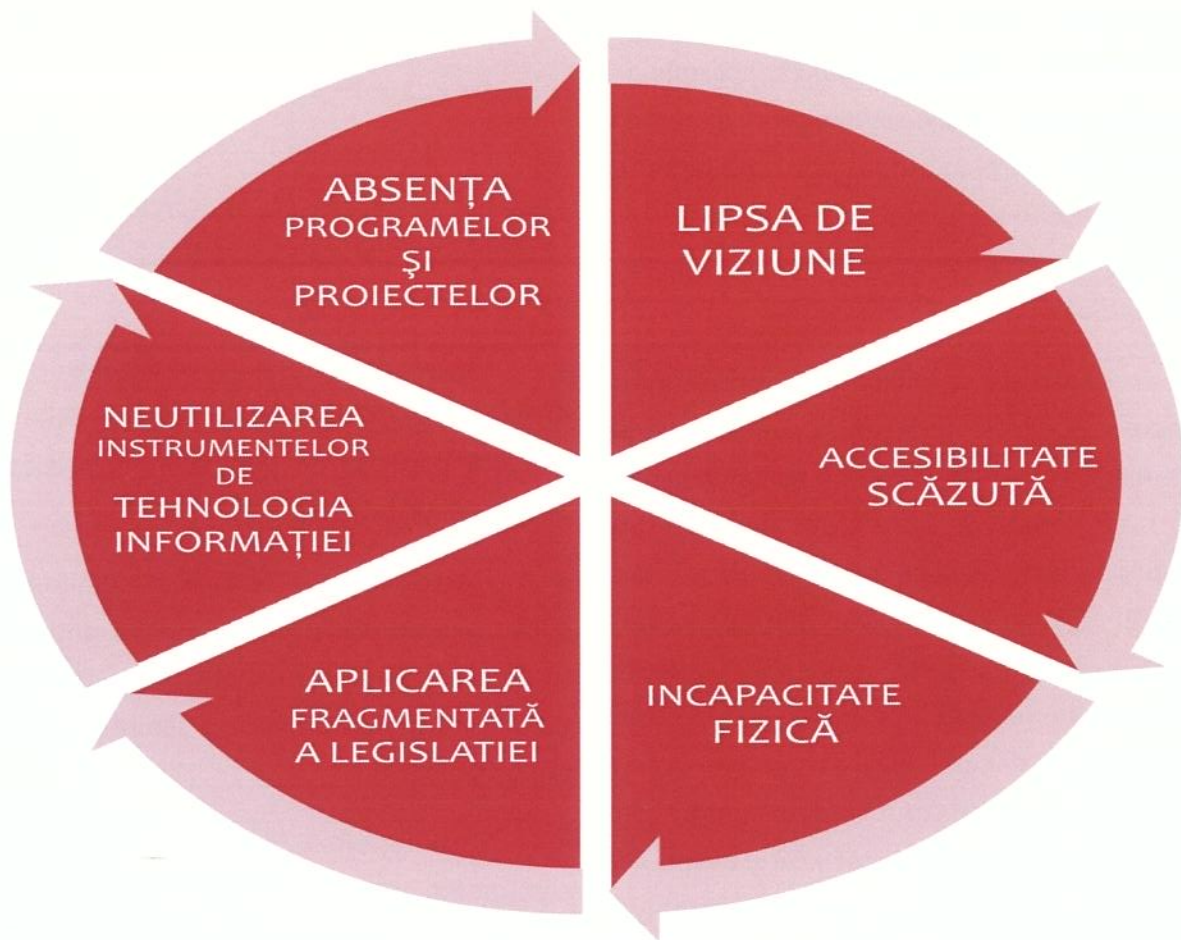 LIPSA DE
VIZIUNE
ACCESIBILITATE
SCĂZUTĂ
INCAPACITATE
FIZICĂ
APLICAREA
FRAGMENTATĂ
A LEGISLATIEI
NEUTILIZAREA
INSTRUMENTELOR
DE
TEHNOLOGIA
INFORMAȚIEI
ABSENȚA
PROGRAMELOR
ŞI
PROIECTELOR